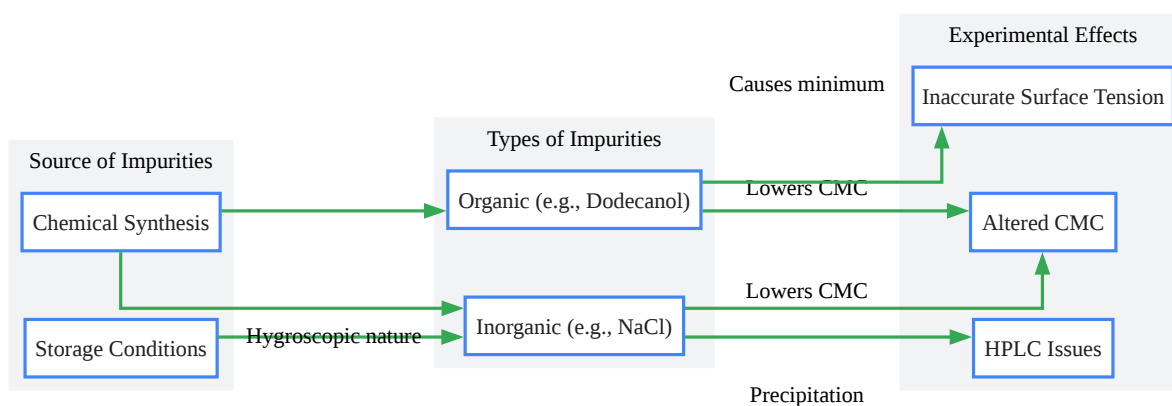 Experimental Effects
Causes minimum
Inaccurate Surface Tension
Types of Impurities
Source of Impurities
Chemical Synthesis
Organic (e.g., Dodecanol)
Lowers CMC
Altered CMC
Lowers CMC
Storage Conditions
Hygroscopic nature
Inorganic (e.g., NaCl)
HPLC Issues
Precipitation